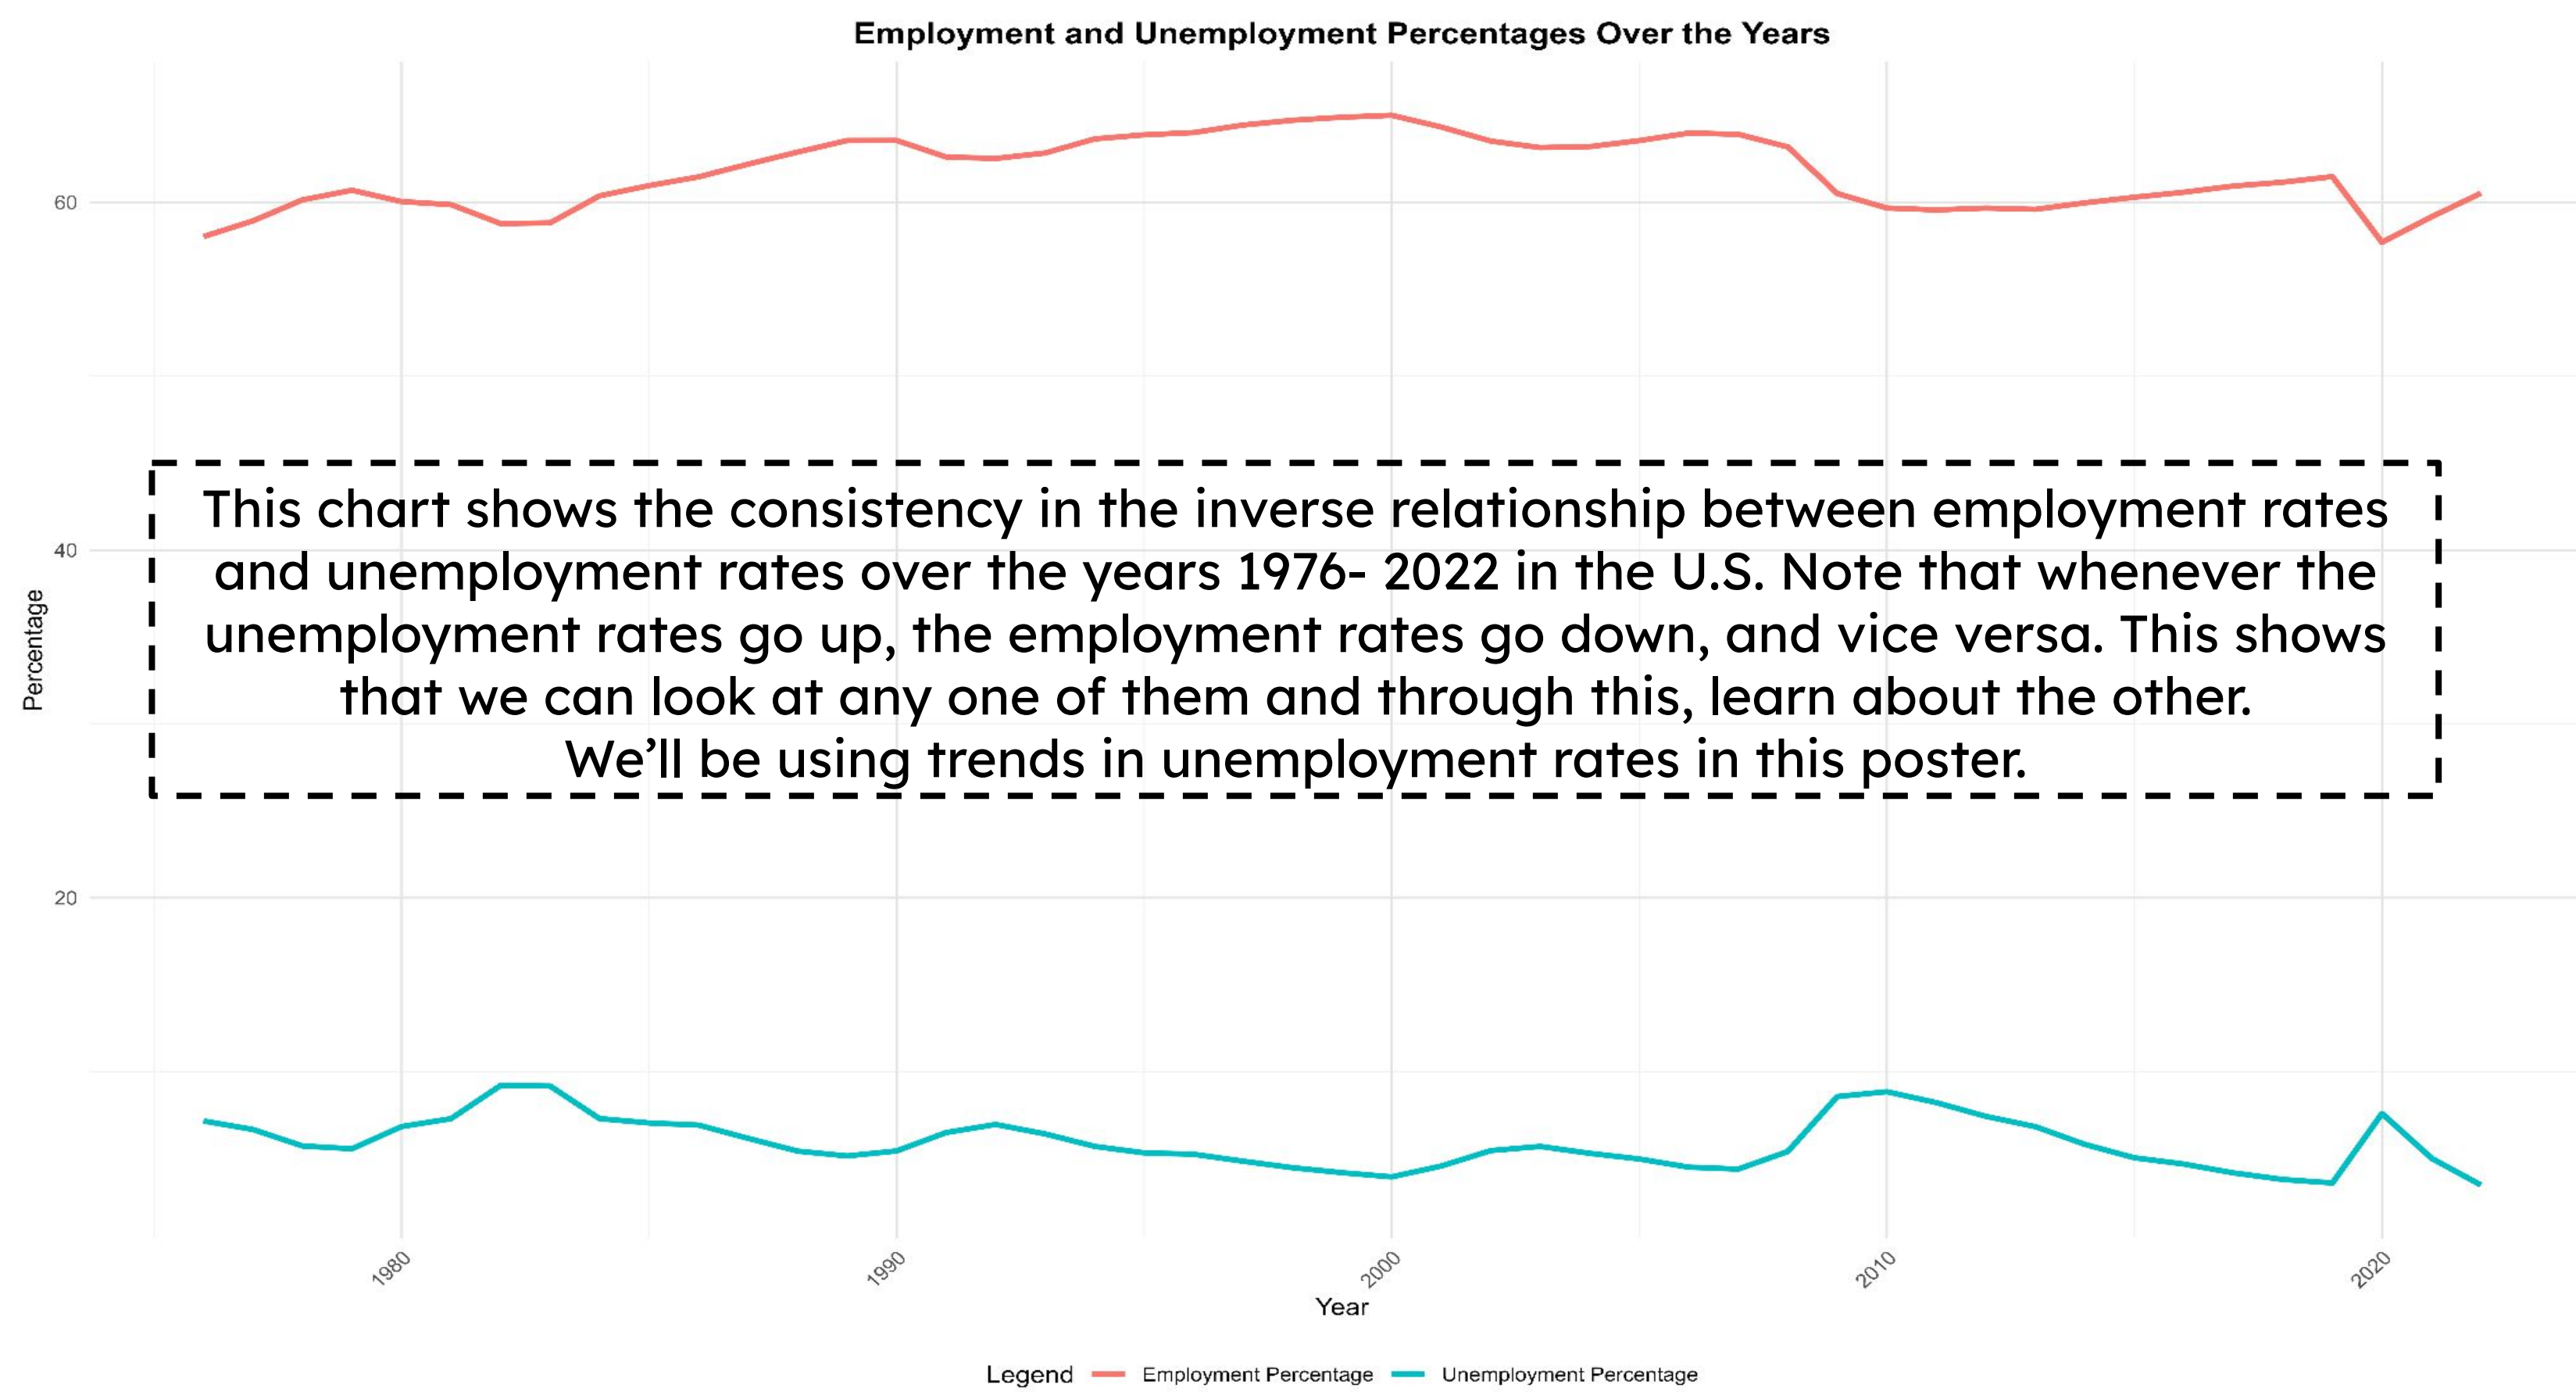 Employment and Unemployment Percentages Over the Years
60
40
20
Percentage
This chart shows the consistency in the inverse relationship between employment rates
and unemployment rates over the years 1976- 2022 in the U.S. Note that whenever the
unemployment rates go up, the employment rates go down, and vice versa. This shows
that we can look at any one of them and through this, learn about the other.
We’ll be using trends in unemployment rates in this poster.
1980
1990
2000
2010
2020
Year
Legend Employment Percentage Unemployment Percentage